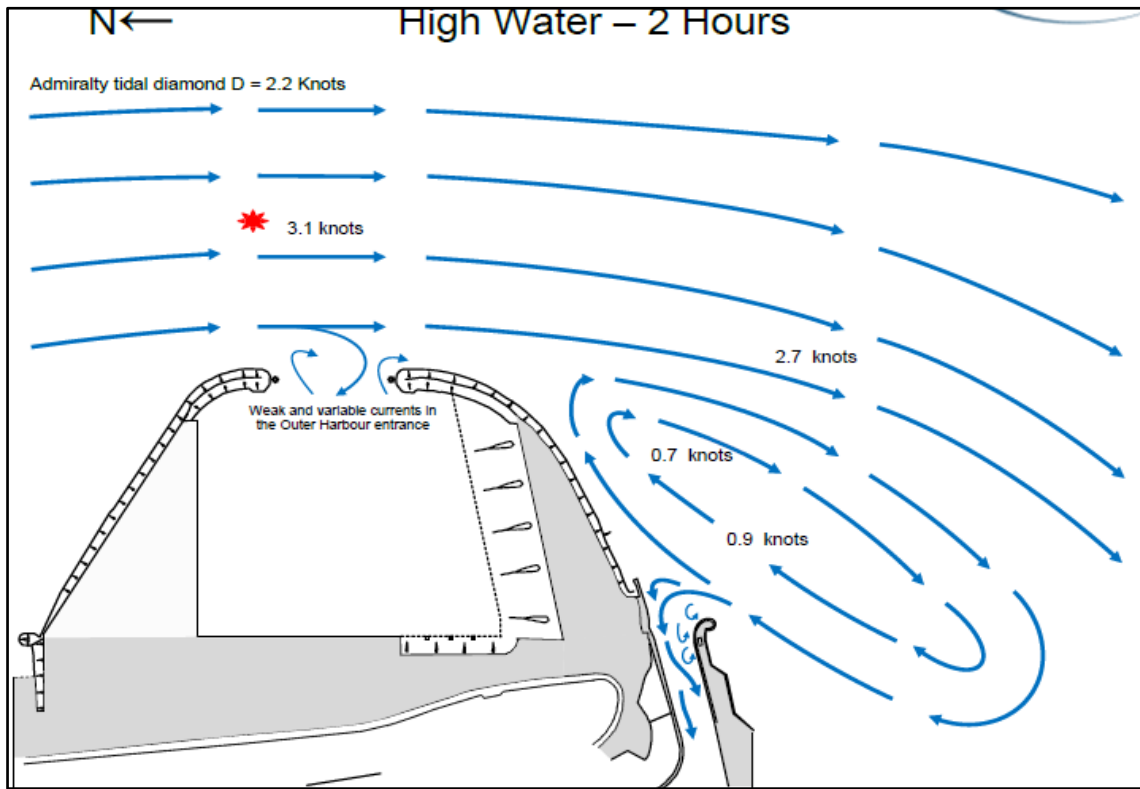 N←
High Water – 2 Hours
Admiralty tidal diamond D = 2.2 Knots
3.1 knots
2.7 knots
Weak and variable currents in
the Outer Harbour entrance
0.7 knots
0.9 knots